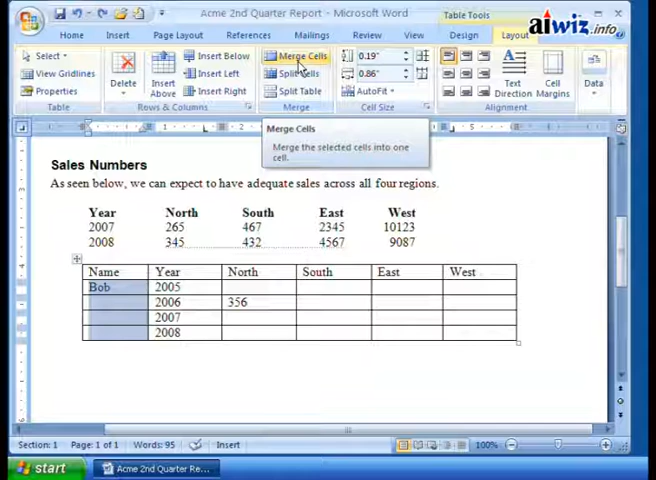 Acme 2nd Quarter Report - Microsoft Word
Table Tools
aiwiz.info
Home Insert Page Layout References Mailings Review View Design Layout
Select
View Gridlines
Properties
Table
Delete
Insert Above
Insert Below
Insert Left
Insert Right
Rows & Columns
Merge Cells
Split Cells
Split Table
Merge
0.19"
0.86"
AutoFit
Cell Size
Text Direction
Cell Margins
Alignment
Data
Merge Cells
Merge the selected cells into one
cell.
Sales Numbers
As seen below, we can expect to have adequate sales across all four regions.
Year North South East West
2007 265 467 2345 10123
2008 345 432 4567 9087
Name Year North South East West
Bob 2005
2006 356
2007
2008
Section: 1 Page: 1 of 1 Words: 95 Insert 100%
start Acme 2nd Quarter Re...